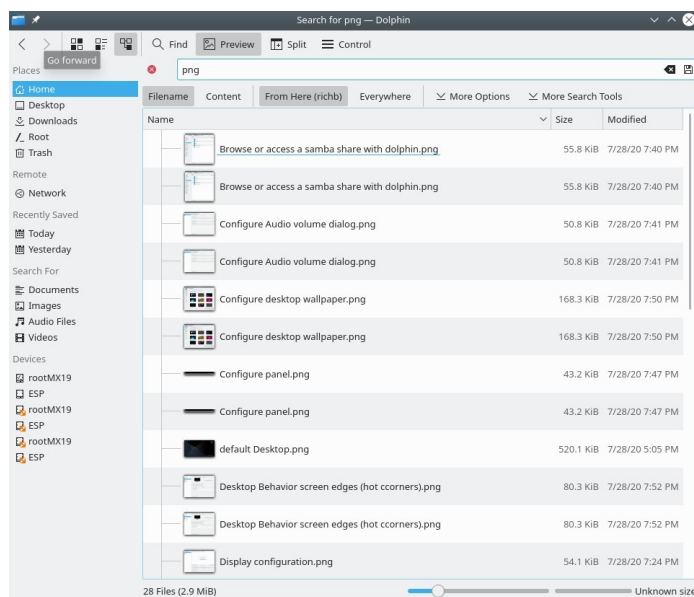 Search for png — Dolphin
Find Preview Split Control
Go forward
Places
Home
Desktop
Downloads
Root
Trash
Remote
Network
Recently Saved
Today
Yesterday
Search For
Documents
Images
Audio Files
Videos
Devices
rootMX19
ESP
rootMX19
ESP
rootMX19
ESP
png
Filename Content From Here (richb) Everywhere More Options More Search Tools
Name Size Modified
Browse or access a samba share with dolphin.png 55.8 KiB 7/28/20 7:40 PM
Browse or access a samba share with dolphin.png 55.8 KiB 7/28/20 7:40 PM
Configure Audio volume dialog.png 50.8 KiB 7/28/20 7:41 PM
Configure Audio volume dialog.png 50.8 KiB 7/28/20 7:41 PM
Configure desktop wallpaper.png 168.3 KiB 7/28/20 7:50 PM
Configure desktop wallpaper.png 168.3 KiB 7/28/20 7:50 PM
Configure panel.png 43.2 KiB 7/28/20 7:47 PM
Configure panel.png 43.2 KiB 7/28/20 7:47 PM
default Desktop.png 520.1 KiB 7/28/20 5:05 PM
Desktop Behavior screen edges (hot ccorners).png 80.3 KiB 7/28/20 7:52 PM
Desktop Behavior screen edges (hot ccorners).png 80.3 KiB 7/28/20 7:52 PM
Display configuration.png 54.1 KiB 7/28/20 7:24 PM
28 Files (2.9 MiB) Unknown size